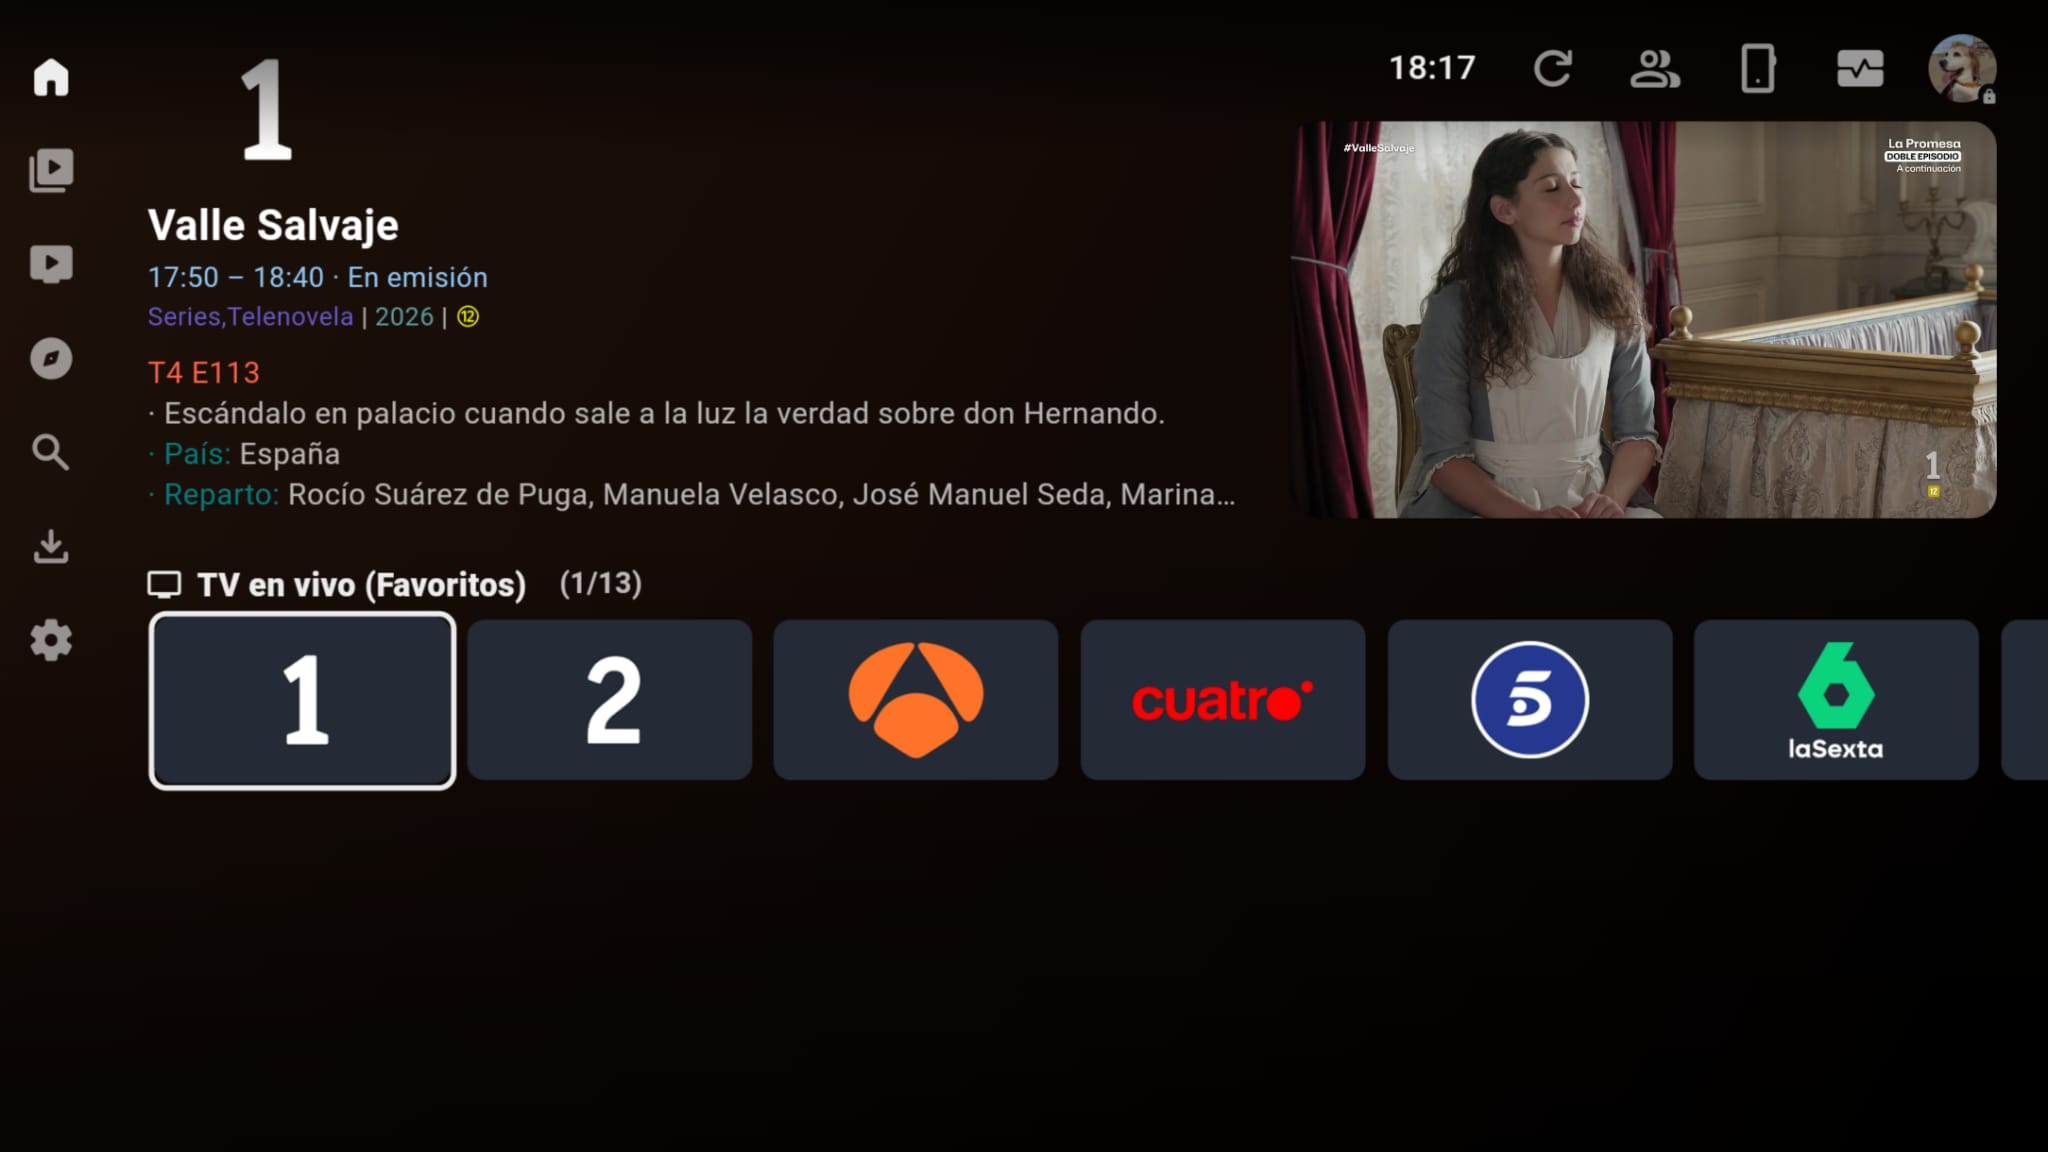 18:17
1
Valle Salvaje
17:50 – 18:40 · En emisión
Series,Telenovela | 2026 | ⑫
T4 E113
· Escándalo en palacio cuando sale a la luz la verdad sobre don Hernando.
· País: España
· Reparto: Rocío Suárez de Puga, Manuela Velasco, José Manuel Seda, Marina...
#ValleSalvaje
La Promesa
DOBLE EPISODIO
A continuación
1
12
TV en vivo (Favoritos) (1/13)
1
2
cuatro
5
6
laSexta